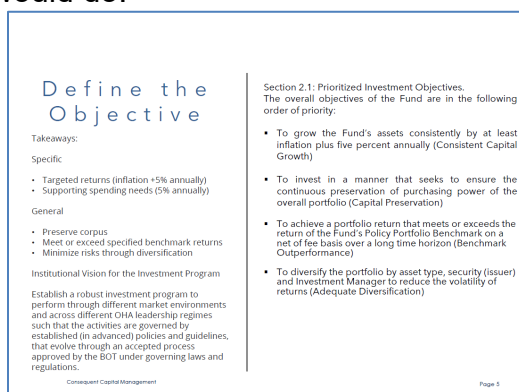 ould do.
Define the
Objective
Takeaways:
Specific
• Targeted returns (inflation +5% annually)
• Supporting spending needs (5% annually)
General
• Preserve corpus
• Meet or exceed specified benchmark returns
• Minimize risks through diversification
Institutional Vision for the Investment Program
Establish a robust investment program to
perform through different market environments
and across different OHA leadership regimes
such that the activities are governed by
established (in advanced) policies and guidelines,
that evolve through an accepted process
approved by the BOT under governing laws and
regulations.
Section 2.1: Prioritized Investment Objectives.
The overall objectives of the Fund are in the following
order of priority:
▪ To grow the Fund's assets consistently by at least
inflation plus five percent annually (Consistent Capital
Growth)
▪ To invest in a manner that seeks to ensure the
continuous preservation of purchasing power of the
overall portfolio (Capital Preservation)
▪ To achieve a portfolio return that meets or exceeds the
return of the Fund's Policy Portfolio Benchmark on a
net of fee basis over a long time horizon (Benchmark
Outperformance)
▪ To diversify the portfolio by asset type, security (issuer)
and Investment Manager to reduce the volatility of
returns (Adequate Diversification)
Consequent Capital Management
Page 5